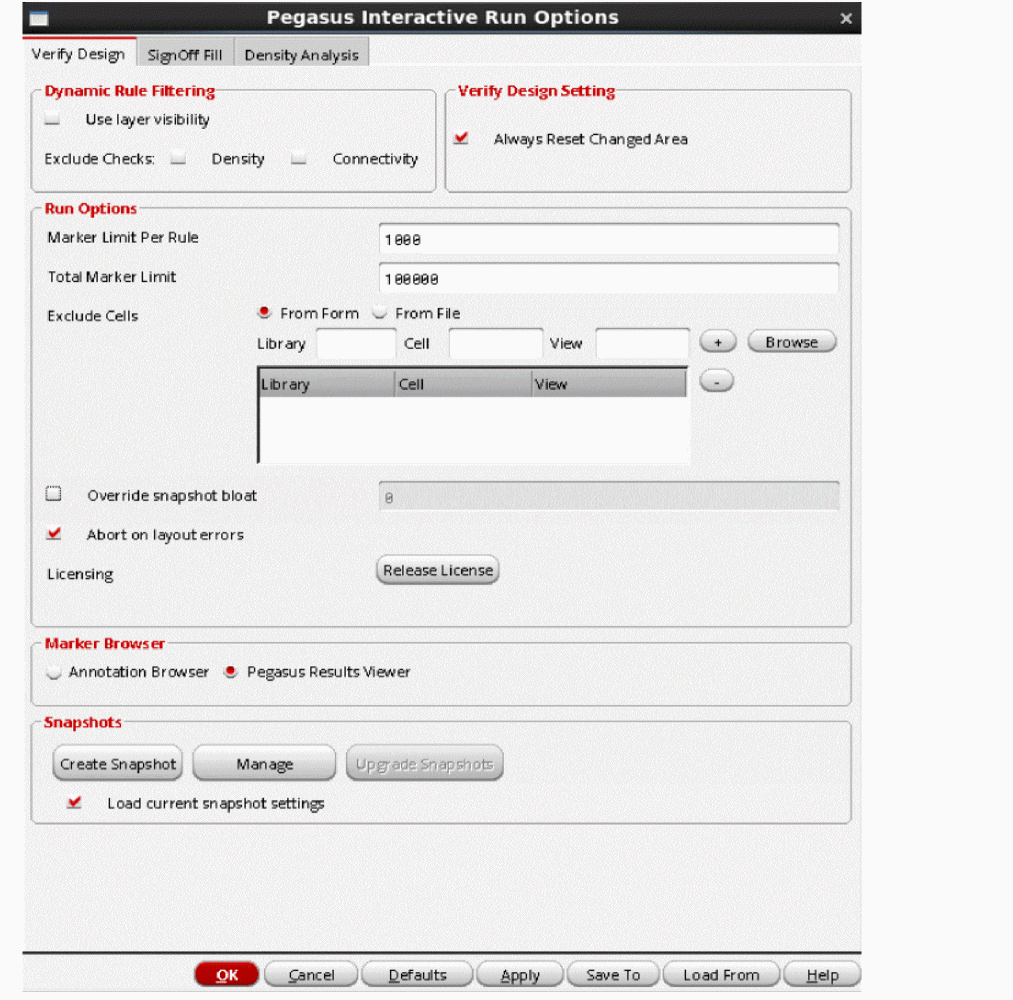 Pegasus Interactive Run Options
Verify Design SignOff Fill Density Analysis
Dynamic Rule Filtering
Use layer visibility
Exclude Checks: Density Connectivity
Verify Design Setting
Always Reset Changed Area
Run Options
Marker Limit Per Rule 1000
Total Marker Limit 100000
Exclude Cells From Form From File
Library Cell View + Browse
Library Cell View -
Override snapshot bloat 0
Abort on layout errors
Licensing Release License
Marker Browser
Annotation Browser Pegasus Results Viewer
Snapshots
Create Snapshot Manage Upgrade Snapshots
Load current snapshot settings
OK Cancel Defaults Apply Save To Load From Help